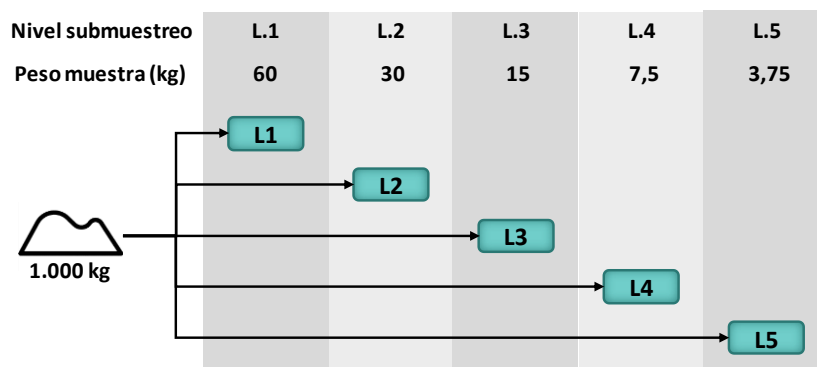 Nivel submuestreo L.1 L.2 L.3 L.4 L.5
Peso muestra (kg) 60 30 15 7,5 3,75
L1
L2
L3
1.000 kg
L4
L5